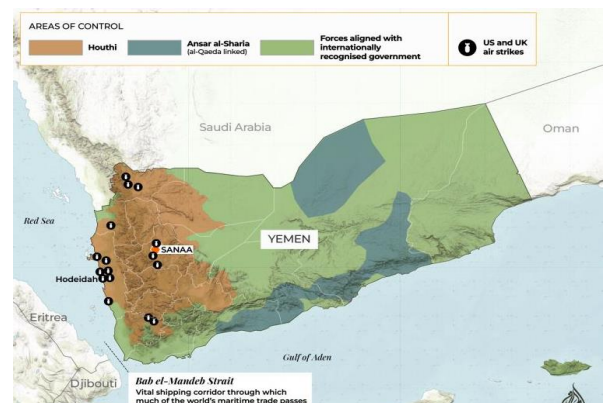 AREAS OF CONTROL
Houthi
Ansar al-Sharia
(al-Qaeda linked)
Forces aligned with
internationally
recognised government
US and UK
air strikes
Saudi Arabia
Oman
Red Sea
YEMEN
SANAA
Hodeidah
Eritrea
Gulf of Aden
Djibouti
Bab el-Mandeb Strait
Vital shipping corridor through which
much of the world's maritime trade passes